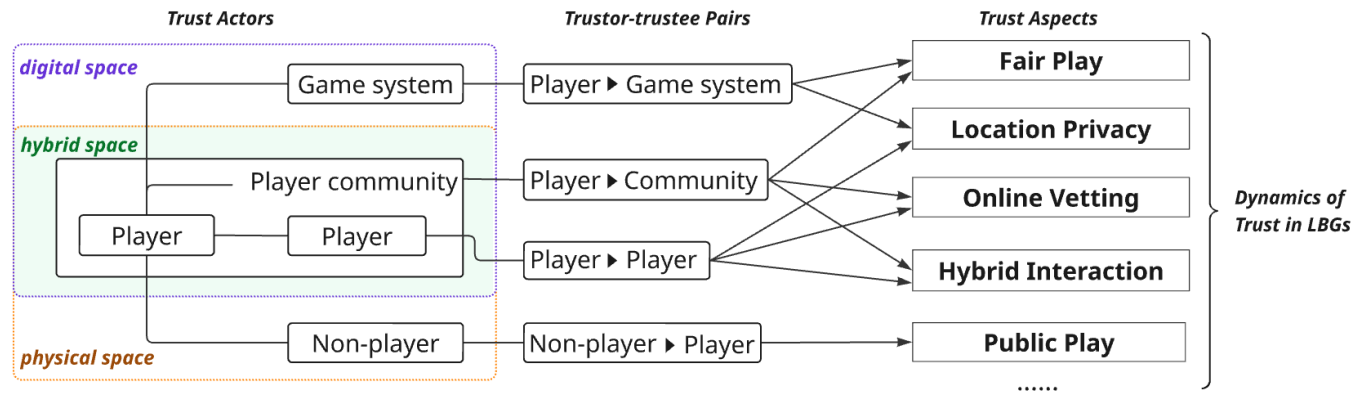 Trust Actors
Trustor-trustee Pairs
Trust Aspects
digital space
Game system
Player ▶ Game system
Fair Play
hybrid space
Location Privacy
Player community
Player ▶ Community
Online Vetting
Player
Player
Player ▶ Player
Hybrid Interaction
Dynamics of
Trust in LBGs
physical space
Non-player
Non-player ▶ Player
Public Play
......